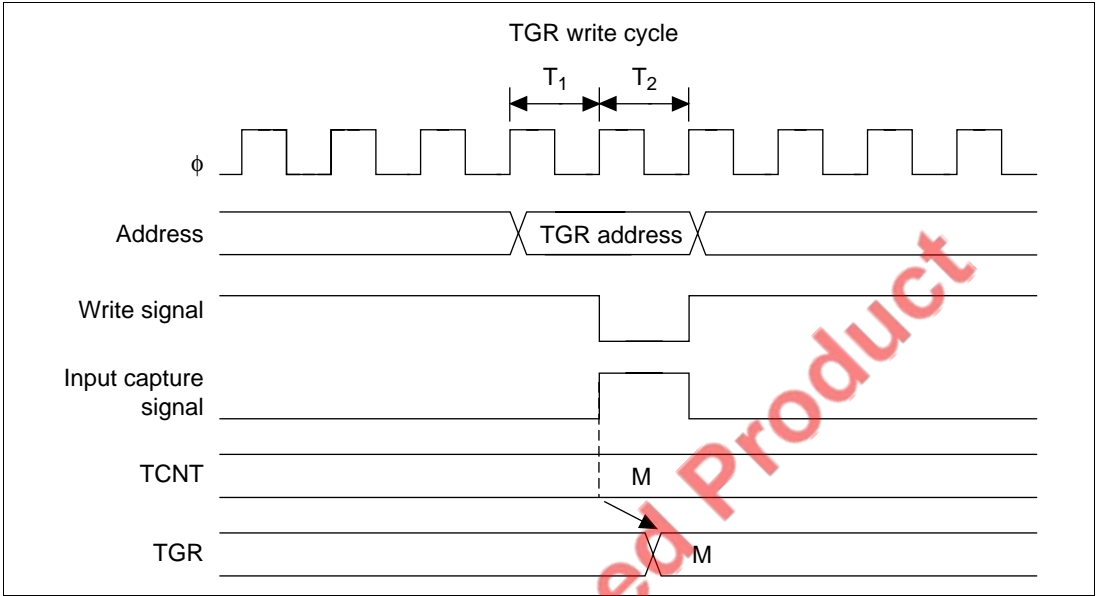 TGR write cycle
T1 T2
φ
Address TGR address
Write signal
Input capture
signal
TCNT M
TGR M
ed Product